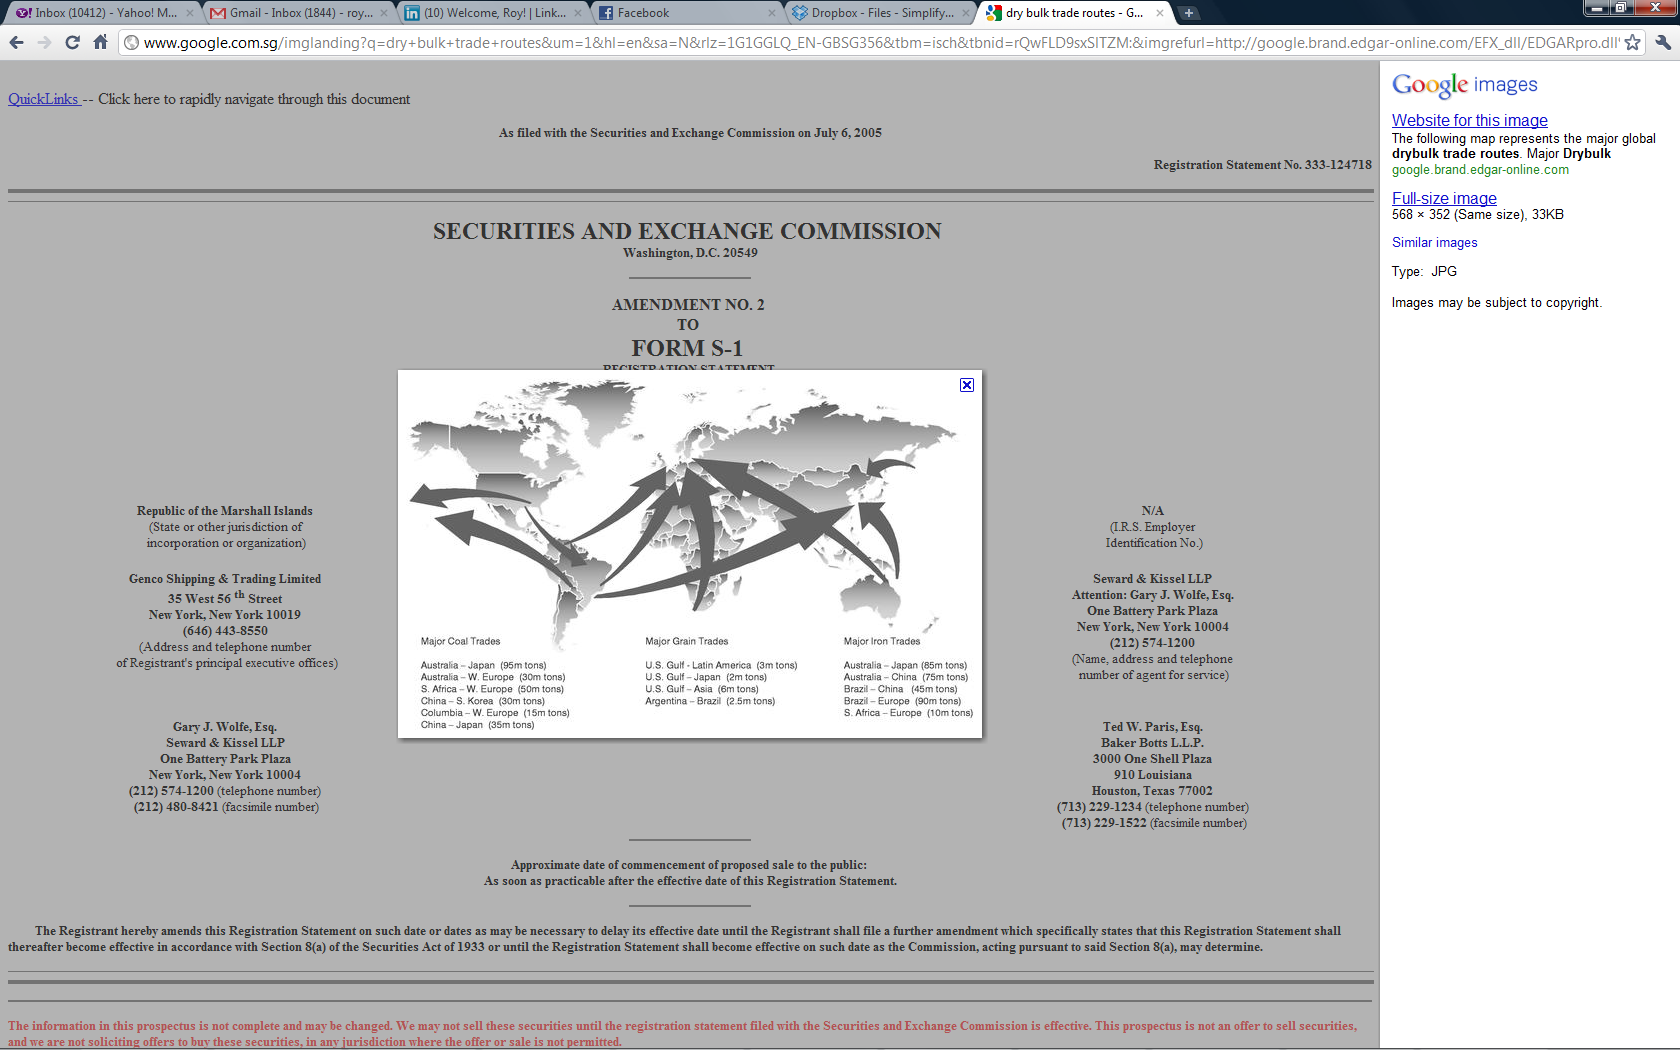 Inbox (10412) - Yahoo! M...
Gmail - Inbox (1844) - roy...
(10) Welcome, Roy! | Link...
Facebook
Dropbox - Files - Simplify...
dry bulk trade routes - G...
www.google.com.sg/imglanding?q=dry+bulk+trade+routes&um=1&hl=en&sa=N&rlz=1G1GGLQ_EN-GBSG356&tbm=isch&tbnid=rQwFLD9sxSlTZM:&imgrefurl=http://google.brand.edgar-online.com/EFX_dll/EDGARpro.dll
QuickLinks -- Click here to rapidly navigate through this document
As filed with the Securities and Exchange Commission on July 6, 2005
Registration Statement No. 333-124718
SECURITIES AND EXCHANGE COMMISSION
Washington, D.C. 20549
AMENDMENT NO. 2
TO
FORM S-1
REGISTRATION STATEMENT
Republic of the Marshall Islands
(State or other jurisdiction of
incorporation or organization)
N/A
(I.R.S. Employer
Identification No.)
Genco Shipping & Trading Limited
35 West 56 th Street
New York, New York 10019
(646) 443-8550
(Address and telephone number
of Registrant's principal executive offices)
Seward & Kissel LLP
Attention: Gary J. Wolfe, Esq.
One Battery Park Plaza
New York, New York 10004
(212) 574-1200
(Name, address and telephone
number of agent for service)
Major Coal Trades
Australia – Japan (95m tons)
Australia – W. Europe (30m tons)
S. Africa – W. Europe (50m tons)
China – S. Korea (30m tons)
Columbia – W. Europe (15m tons)
China – Japan (35m tons)
Major Grain Trades
U.S. Gulf - Latin America (3m tons)
U.S. Gulf – Japan (2m tons)
U.S. Gulf – Asia (6m tons)
Argentina – Brazil (2.5m tons)
Major Iron Trades
Australia – Japan (85m tons)
Australia – China (75m tons)
Brazil – China (45m tons)
Brazil – Europe (90m tons)
S. Africa – Europe (10m tons)
Gary J. Wolfe, Esq.
Seward & Kissel LLP
One Battery Park Plaza
New York, New York 10004
(212) 574-1200 (telephone number)
(212) 480-8421 (facsimile number)
Ted W. Paris, Esq.
Baker Botts L.L.P.
3000 One Shell Plaza
910 Louisiana
Houston, Texas 77002
(713) 229-1234 (telephone number)
(713) 229-1522 (facsimile number)
Approximate date of commencement of proposed sale to the public:
As soon as practicable after the effective date of this Registration Statement.
The Registrant hereby amends this Registration Statement on such date or dates as may be necessary to delay its effective date until the Registrant shall file a further amendment which specifically states that this Registration Statement shall
thereafter become effective in accordance with Section 8(a) of the Securities Act of 1933 or until the Registration Statement shall become effective on such date as the Commission, acting pursuant to said Section 8(a), may determine.
The information in this prospectus is not complete and may be changed. We may not sell these securities until the registration statement filed with the Securities and Exchange Commission is effective. This prospectus is not an offer to sell securities,
and we are not soliciting offers to buy these securities, in any jurisdiction where the offer or sale is not permitted.
Google images
Website for this image
The following map represents the major global
drybulk trade routes. Major Drybulk
google.brand.edgar-online.com
Full-size image
568 × 352 (Same size), 33KB
Similar images
Type: JPG
Images may be subject to copyright.